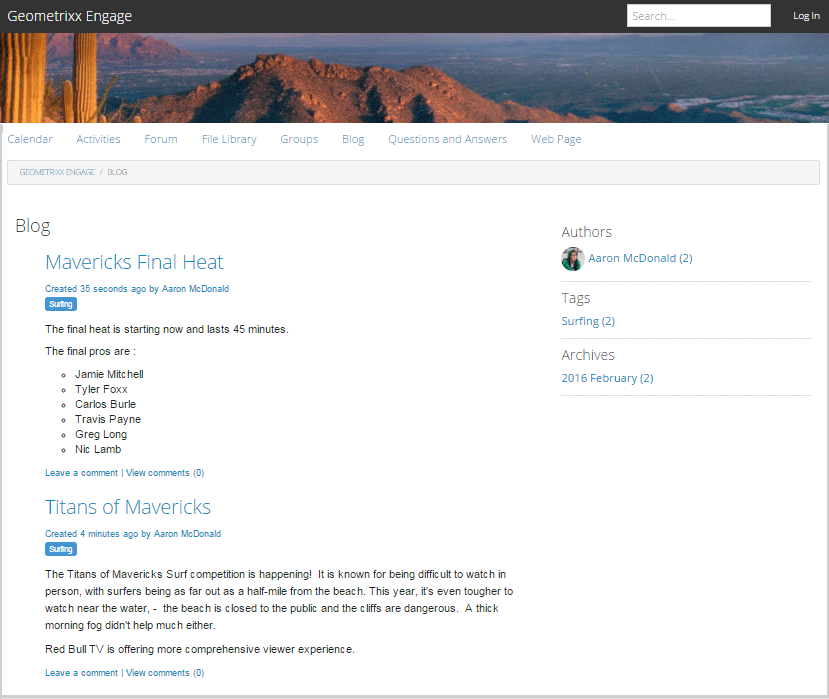 Geometrixx Engage
Search...
Log In
Calendar Activities Forum File Library Groups Blog Questions and Answers Web Page
GEOMETRIXX ENGAGE / BLOG
Blog
Mavericks Final Heat
Created 35 seconds ago by Aaron McDonald
Surfing
The final heat is starting now and lasts 45 minutes.
The final pros are :
Jamie Mitchell
Tyler Foxx
Carlos Burle
Travis Payne
Greg Long
Nic Lamb
Leave a comment | View comments (0)
Titans of Mavericks
Created 4 minutes ago by Aaron McDonald
Surfing
The Titans of Mavericks Surf competition is happening!  It is known for being difficult to watch in
person, with surfers being as far out as a half-mile from the beach. This year, it's even tougher to
watch near the water, -  the beach is closed to the public and the cliffs are dangerous.  A thick
morning fog didn't help much either.
Red Bull TV is offering more comprehensive viewer experience.
Leave a comment | View comments (0)
Authors
Aaron McDonald (2)
Tags
Surfing (2)
Archives
2016 February (2)